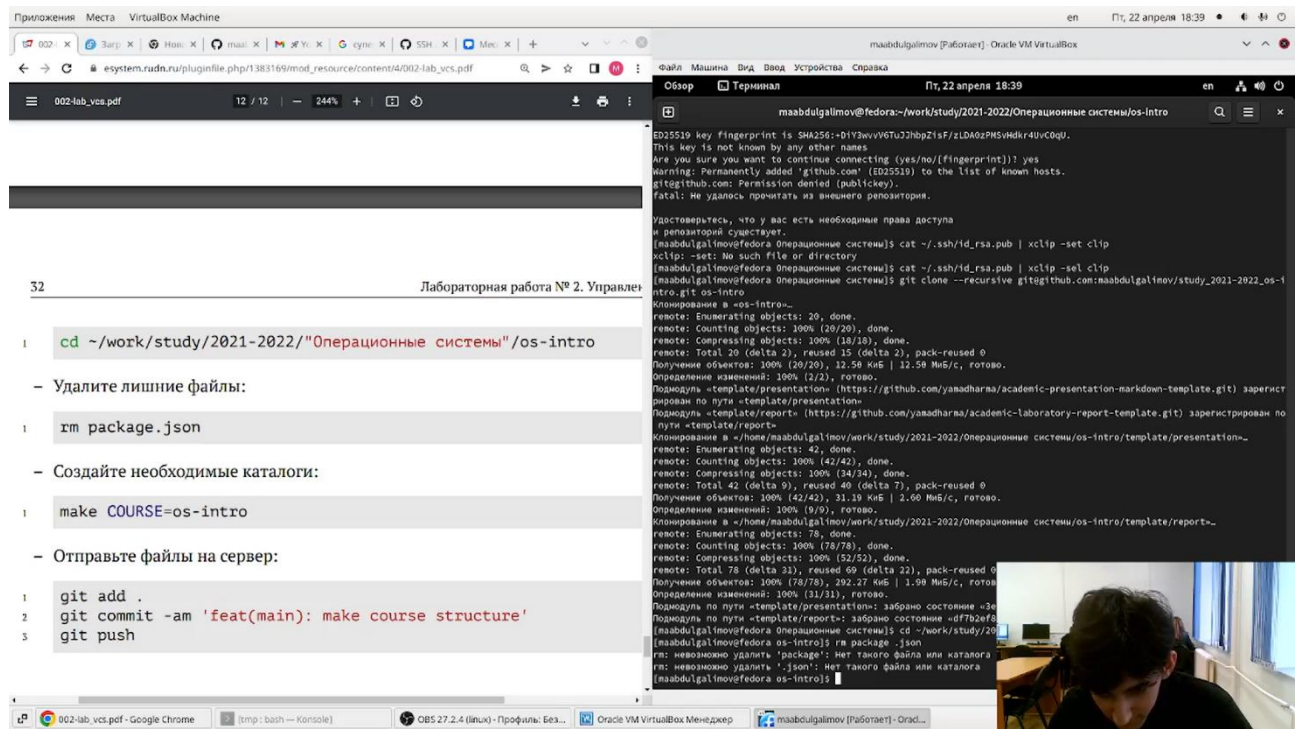 Приложения Места VirtualBox Machine
en Пт, 22 апреля 18:39
esystem.rudn.ru/pluginfile.php/1383169/mod_resource/content/4/002-lab_vcs.pdf
002-lab_vcs.pdf 12 / 12 244%
32 Лабораторная работа № 2. Управлен
1 cd ~/work/study/2021-2022/"Операционные системы"/os-intro
– Удалите лишние файлы:
1 rm package.json
– Создайте необходимые каталоги:
1 make COURSE=os-intro
– Отправьте файлы на сервер:
1 git add .
2 git commit -am 'feat(main): make course structure'
3 git push
maabdulgalimov [Работает] - Oracle VM VirtualBox
Файл Машина Вид Ввод Устройства Справка
Обзор Терминал Пт, 22 апреля 18:39 en
maabdulgalimov@fedora:~/work/study/2021-2022/Операционные системы/os-intro
ED25519 key fingerprint is
This key is not known by any other names
Are you sure you want to continue connecting (yes/no/[fingerprint])? yes
Warning: Permanently added 'github.com' (ED25519) to the list of known hosts.
git@github.com: Permission denied (publickey).
fatal: Не удалось прочитать из внешнего репозитория.
Удостоверьтесь, что у вас есть необходимые права доступа
и репозиторий существует.
[maabdulgalimov@fedora Операционные системы]$ cat ~/.ssh/id_rsa.pub | xclip -set clip
xclip: -set: No such file or directory
[maabdulgalimov@fedora Операционные системы]$ cat ~/.ssh/id_rsa.pub | xclip -sel clip
[maabdulgalimov@fedora Операционные системы]$ git clone --recursive git@github.com:maabdulgalimov/study_2021-2022_os-i
ntro.git os-intro
Клонирование в «os-intro»…
remote: Enumerating objects: 20, done.
remote: Counting objects: 100% (20/20), done.
remote: Compressing objects: 100% (18/18), done.
remote: Total 20 (delta 2), reused 15 (delta 2), pack-reused 0
Получение объектов: 100% (20/20), 12.50 КиБ | 12.50 МиБ/с, готово.
Определение изменений: 100% (2/2), готово.
Подмодуль «template/presentation» (https://github.com/yamadharma/academic-presentation-markdown-template.git) зарегист
рирован по пути «template/presentation»
Подмодуль «template/report» (https://github.com/yamadharma/academic-laboratory-report-template.git) зарегистрирован по
пути «template/report»
Клонирование в «/home/maabdulgalimov/work/study/2021-2022/Операционные системы/os-intro/template/presentation»…
remote: Enumerating objects: 42, done.
remote: Counting objects: 100% (42/42), done.
remote: Compressing objects: 100% (34/34), done.
remote: Total 42 (delta 9), reused 40 (delta 7), pack-reused 0
Получение объектов: 100% (42/42), 31.19 КиБ | 2.60 МиБ/с, готово.
Определение изменений: 100% (9/9), готово.
Клонирование в «/home/maabdulgalimov/work/study/2021-2022/Операционные системы/os-intro/template/report»…
remote: Enumerating objects: 78, done.
remote: Counting objects: 100% (78/78), done.
remote: Compressing objects: 100% (52/52), done.
remote: Total 78 (delta 31), reused 69 (delta 22), pack-reused 0
Получение объектов: 100% (78/78), 292.27 КиБ | 1.90 МиБ/с, готов
Определение изменений: 100% (31/31), готово.
Подмодуль по пути «template/presentation»: забрано состояние «3e
Подмодуль по пути «template/report»: забрано состояние «df7b2ef8
[maabdulgalimov@fedora Операционные системы]$ cd ~/work/study/20
[maabdulgalimov@fedora os-intro]$ rm package .json
rm: невозможно удалить 'package': Нет такого файла или каталога
rm: невозможно удалить '.json': Нет такого файла или каталога
[maabdulgalimov@fedora os-intro]$
002-lab_vcs.pdf - Google Chrome
[tmp : bash — Konsole]
OBS 27.2.4 (linux) - Профиль: Без...
Oracle VM VirtualBox Менеджер
maabdulgalimov [Работает] - Oracl...